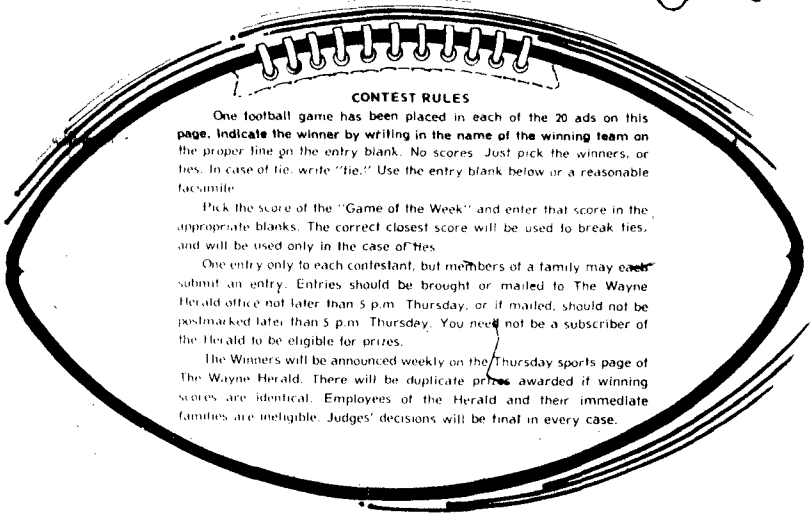 CONTEST RULES
One football game has been placed in each of the 20 ads on this
page. Indicate the winner by writing in the name of the winning team on
the proper line on the entry blank. No scores Just pick the winners, or
ties. In case of tie, write "tie." Use the entry blank below or a reasonable
facsimile
Pick the score of the "Game of the Week" and enter that score in the
appropriate blanks. The correct closest score will be used to break ties,
and will be used only in the case of ties
One entry only to each contestant, but members of a family may each
submit an entry. Entries should be brought or mailed to The Wayne
Herald office not later than 5 p.m Thursday, or if mailed, should not be
postmarked later than 5 p.m Thursday. You need not be a subscriber of
the Herald to be eligible for prizes.
The Winners will be announced weekly on the Thursday sports page of
The Wayne Herald. There will be duplicate prizes awarded if winning
scores are identical. Employees of the Herald and their immediate
families are ineligible. Judges' decisions will be final in every case.